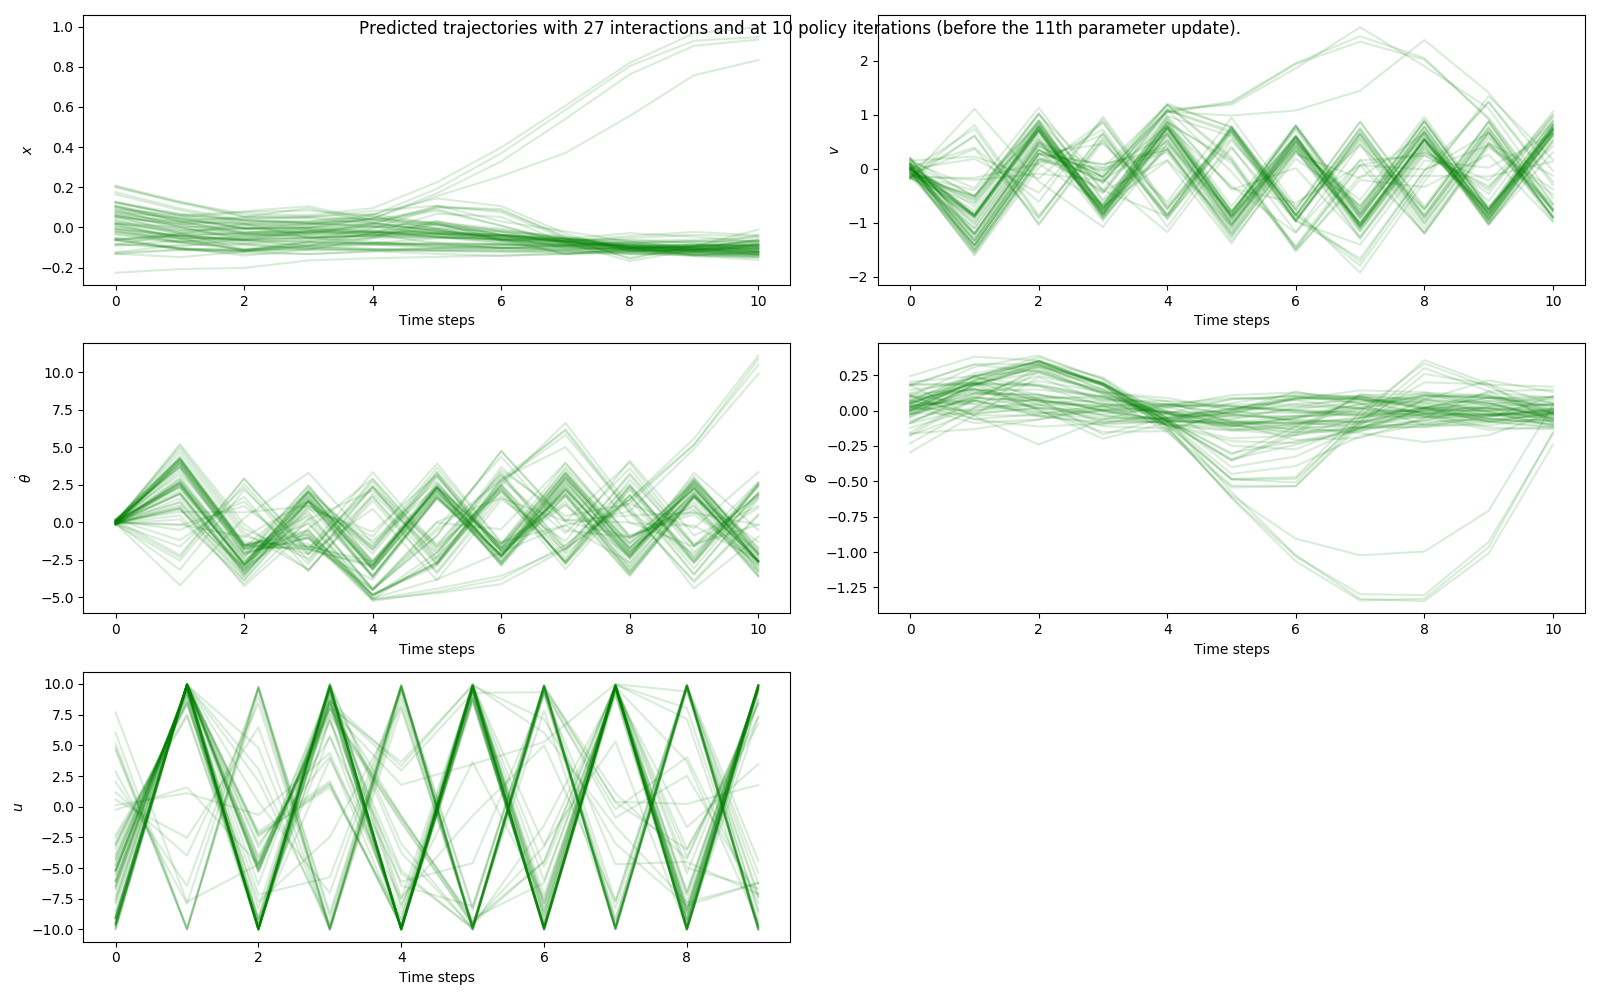 Predicted trajectories with 27 interactions and at 10 policy iterations (before the 11th parameter update).
1.0
0.8
0.6
0.4
0.2
0.0
−0.2
x
0 2 4 6 8 10
Time steps
2
1
0
−1
−2
v
0 2 4 6 8 10
Time steps
10.0
7.5
5.0
2.5
0.0
−2.5
−5.0
θ̇
0 2 4 6 8 10
Time steps
0.25
0.00
−0.25
−0.50
−0.75
−1.00
−1.25
θ
0 2 4 6 8 10
Time steps
10.0
7.5
5.0
2.5
0.0
−2.5
−5.0
−7.5
−10.0
u
0 2 4 6 8
Time steps